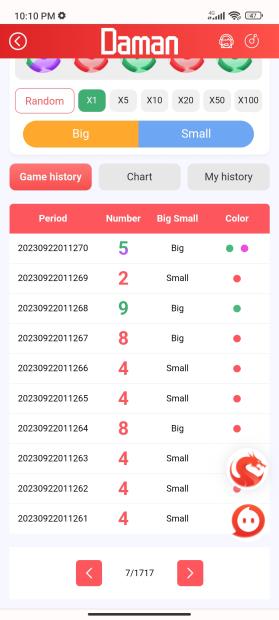 10:10 PM 4G 47
Daman
Random X1 X5 X10 X20 X50 X100
Big Small
Game history Chart My history
Period Number Big Small Color
20230922011270 5 Big
20230922011269 2 Small
20230922011268 9 Big
20230922011267 8 Big
20230922011266 4 Small
20230922011265 4 Small
20230922011264 8 Big
20230922011263 4 Small
20230922011262 4 Small
20230922011261 4 Small
7/1717